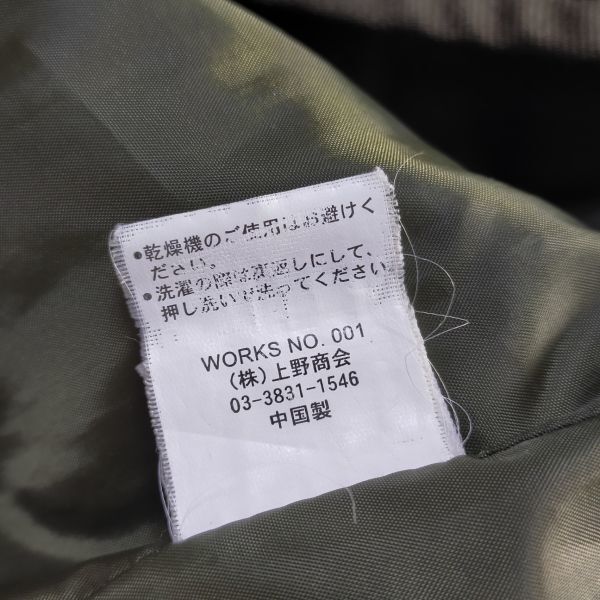 •乾燥機のご使用はお避けく
ださい。
•洗濯の際は裏返しにして、
押し洗いで洗ってください。
WORKS NO. 001
(株)上野商会
03-3831-1546
中国製